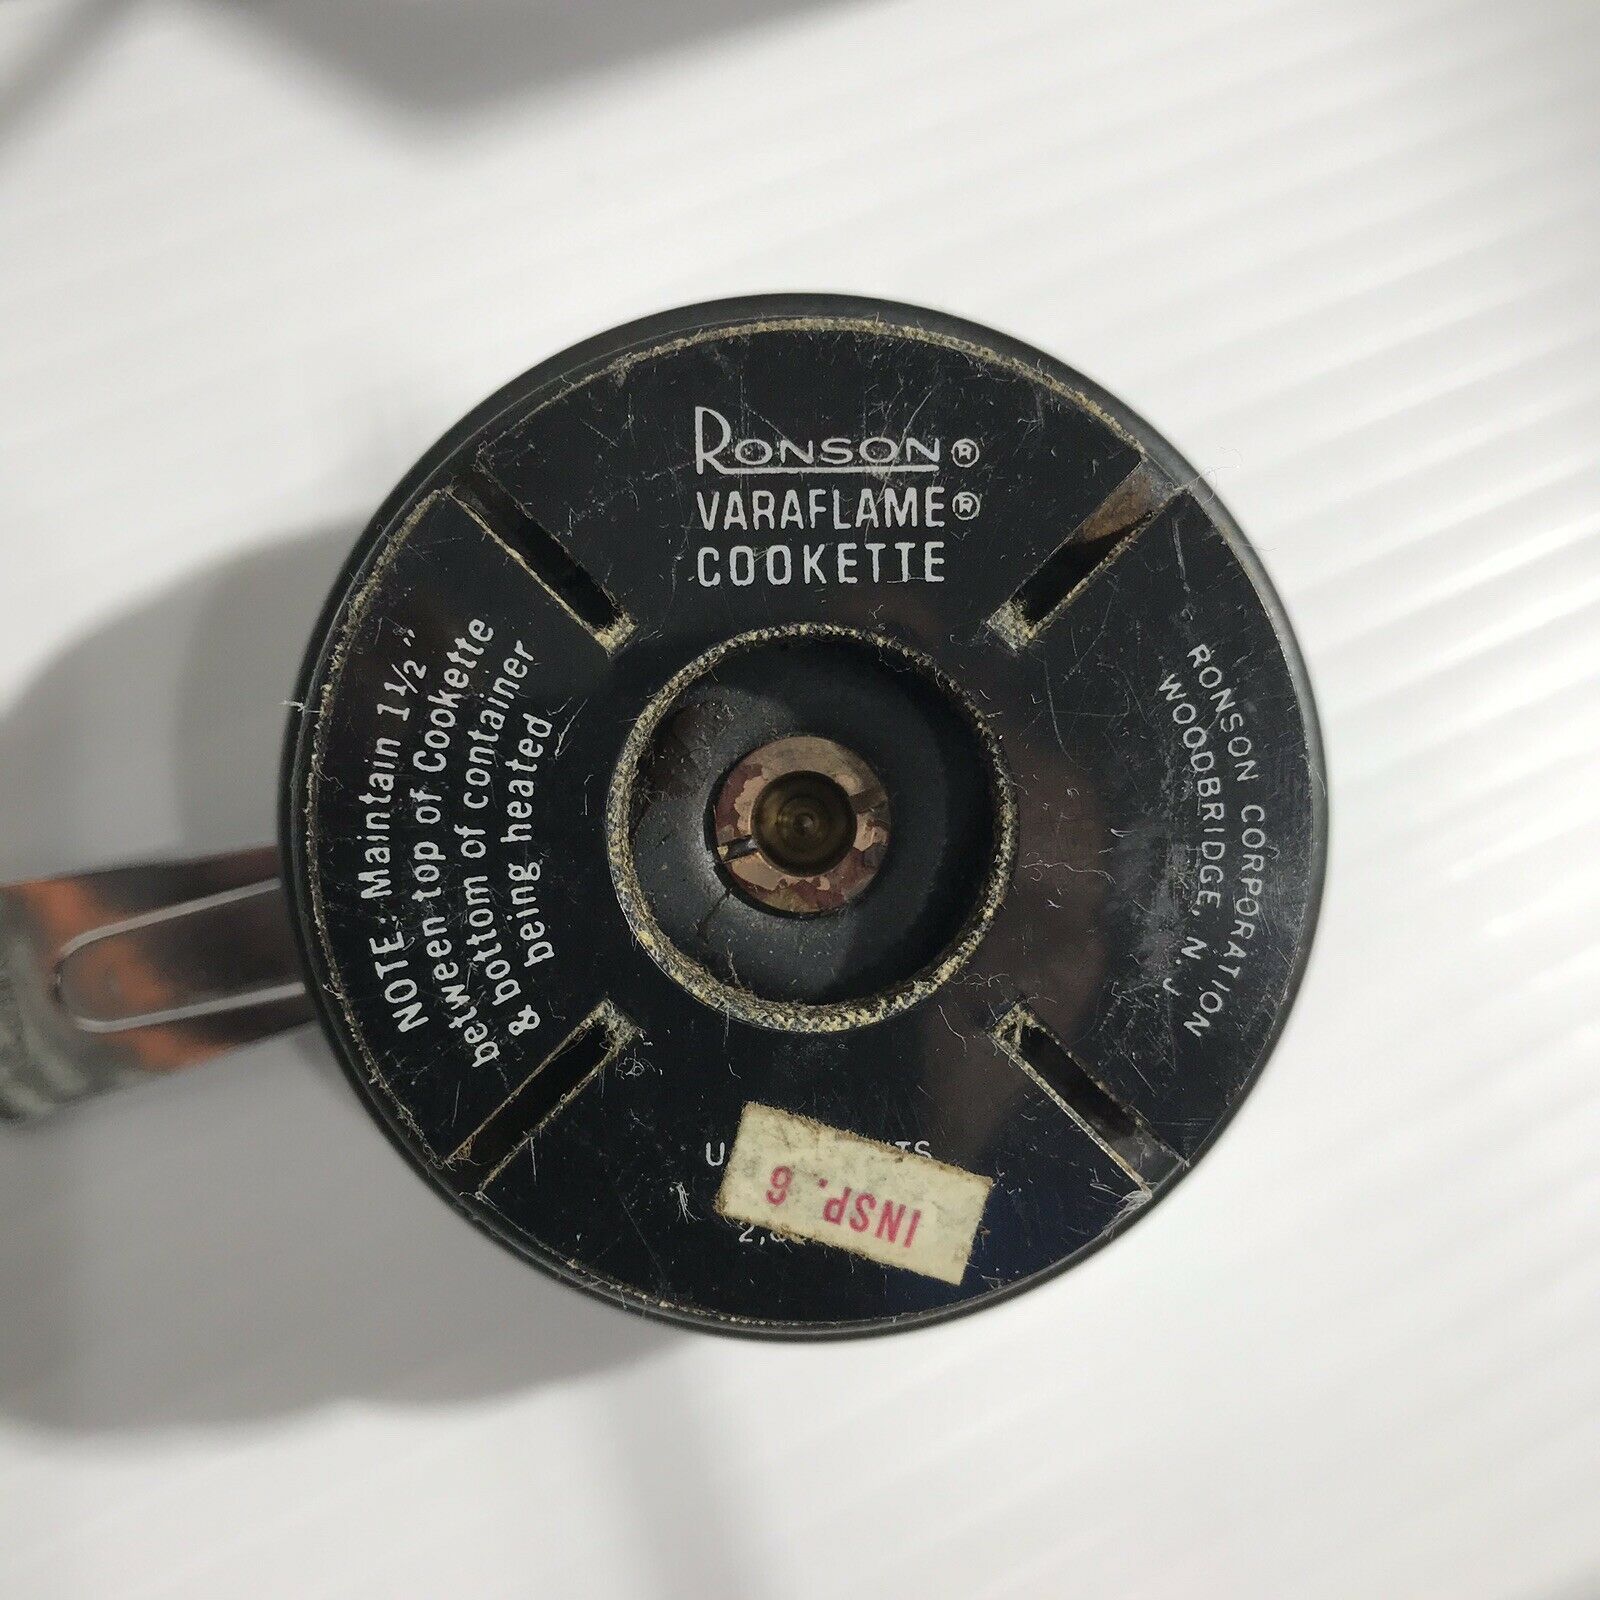 RONSON®
VARAFLAME®
COOKETTE
NOTE: Maintain 1½"
between top of Cookette
& bottom of container
being heated
RONSON CORPORATION
WOODBRIDGE, N. J.
INSP. 6